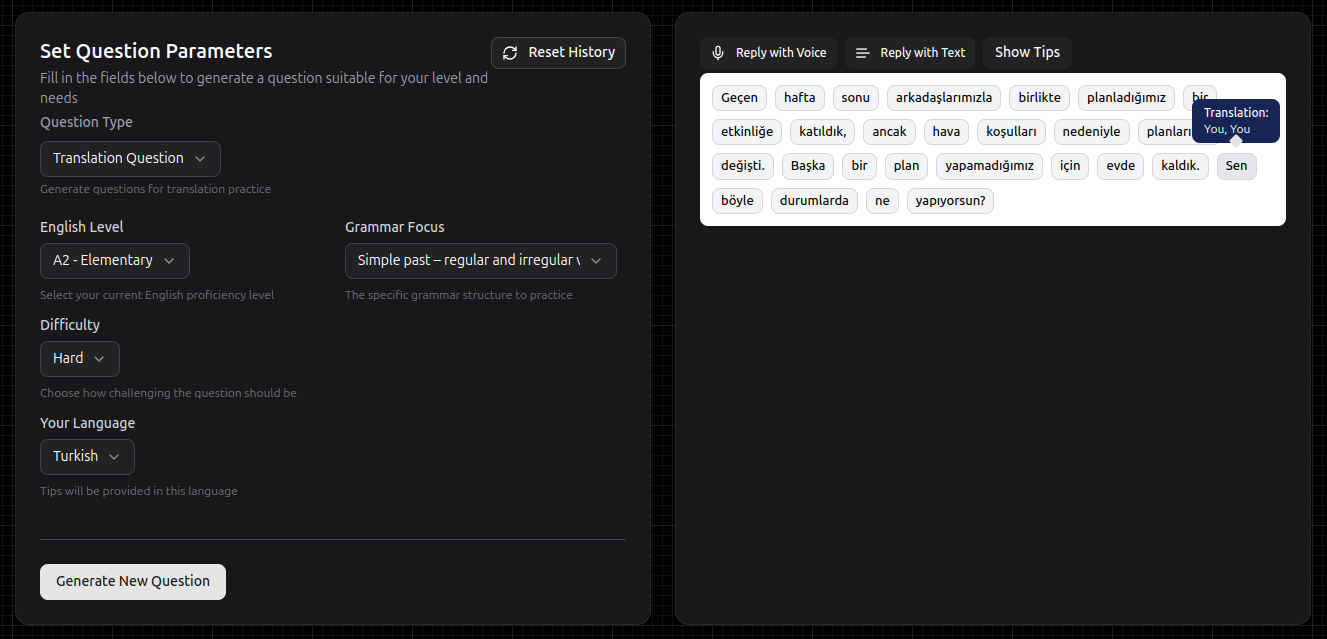 Set Question Parameters
Reset History
Fill in the fields below to generate a question suitable for your level and
needs
Question Type
Translation Question
Generate questions for translation practice
English Level
Grammar Focus
A2 - Elementary
Simple past – regular and irregular
Select your current English proficiency level
The specific grammar structure to practice
Difficulty
Hard
Choose how challenging the question should be
Your Language
Turkish
Tips will be provided in this language
Generate New Question
Reply with Voice
Reply with Text
Show Tips
Geçen hafta sonu arkadaşlarımızla birlikte planladığımız bir
Translation:
You, You
etkinliğe katıldık, ancak hava koşulları nedeniyle
değişti. Başka bir plan yapamadığımız için evde kaldık. Sen
böyle durumlarda ne yapıyorsun?